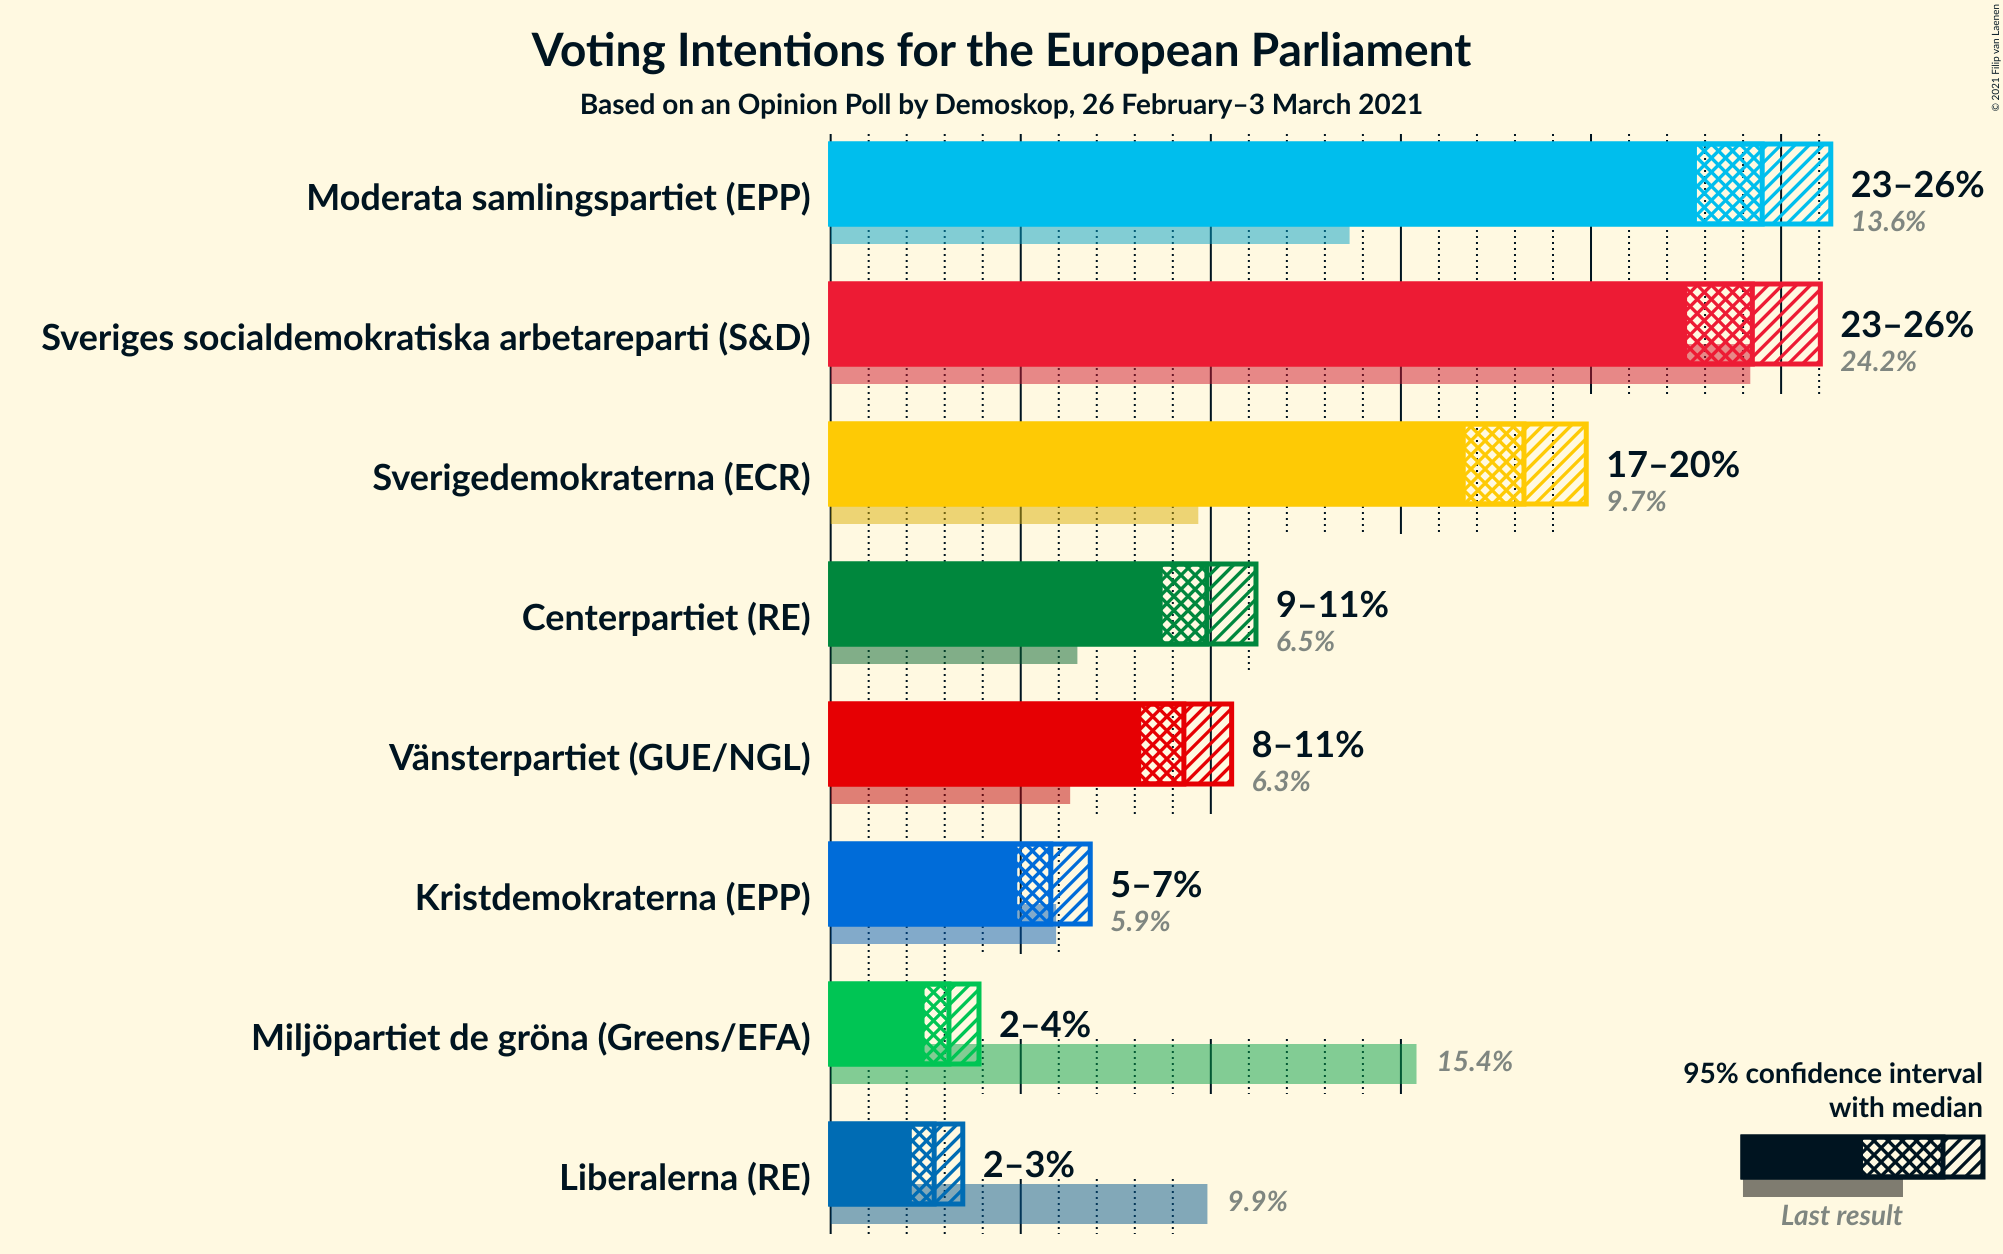 Voting Intentions for the European Parliament
Based on an Opinion Poll by Demoskop, 26 February–3 March 2021
© 2021 Filip van Laenen
Moderata samlingspartiet (EPP)
23–26%
13.6%
Sveriges socialdemokratiska arbetareparti (S&D)
23–26%
24.2%
Sverigedemokraterna (ECR)
17–20%
9.7%
Centerpartiet (RE)
9–11%
6.5%
Vänsterpartiet (GUE/NGL)
8–11%
6.3%
Kristdemokraterna (EPP)
5–7%
5.9%
Miljöpartiet de gröna (Greens/EFA)
2–4%
15.4%
Liberalerna (RE)
2–3%
9.9%
95% confidence interval
with median
Last result